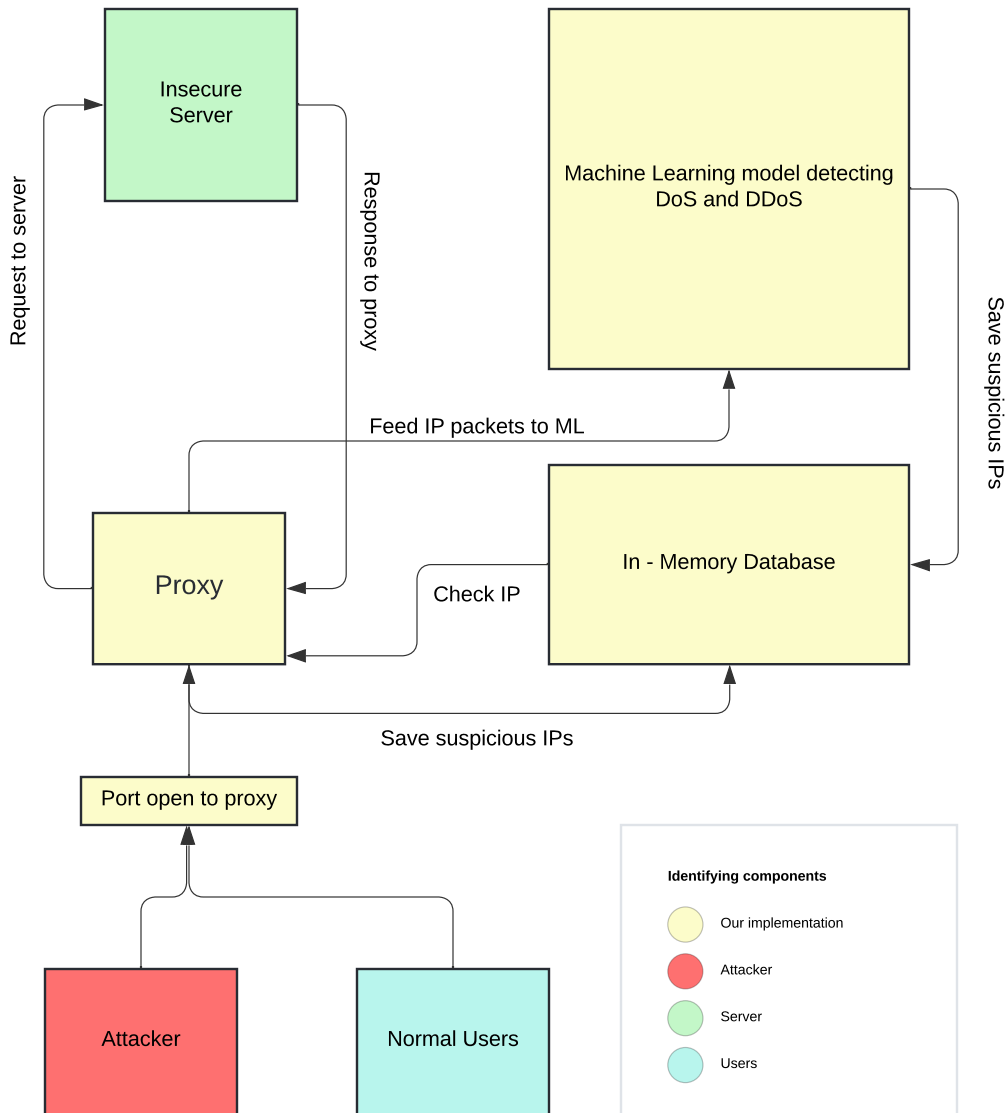 Insecure
Server
Machine Learning model detecting
DoS and DDoS
Request to server
Response to proxy
Save suspicious IPs
Feed IP packets to ML
Proxy
In - Memory Database
Check IP
Save suspicious IPs
Port open to proxy
Identifying components
Our implementation
Attacker
Server
Users
Attacker
Normal Users